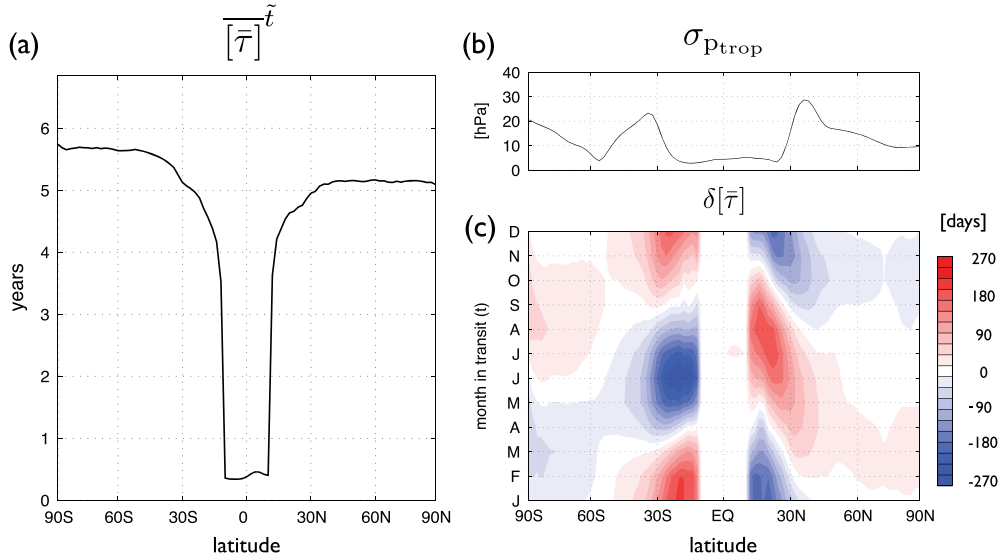 (a)
[τ̄]‾^t̃
years
6
5
4
3
2
1
0
90S 60S 30S 0 30N 60N 90N
latitude
(b)
σ_{p_trop}
[hPa]
40
30
20
10
0
(c)
δ[τ̄]
month in transit (t)
D
N
O
S
A
J
J
M
A
M
F
J
90S 60S 30S EQ 30N 60N 90N
latitude
[days]
270
180
90
0
-90
-180
-270